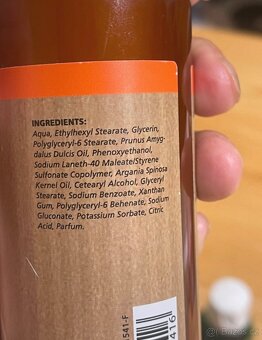 INGREDIENTS:
Aqua, Ethylhexyl Stearate, Glycerin,
Polyglyceryl-6 Stearate, Prunus Amyg-
dalus Dulcis Oil, Phenoxyethanol,
Sodium Laneth-40 Maleate/Styrene
Sulfonate Copolymer, Argania Spinosa
Kernel Oil, Cetearyl Alcohol, Glyceryl
Stearate, Sodium Benzoate, Xanthan
Gum, Polyglyceryl-6 Behenate, Sodium
Gluconate, Potassium Sorbate, Citric
Acid, Parfum.
541-F
416